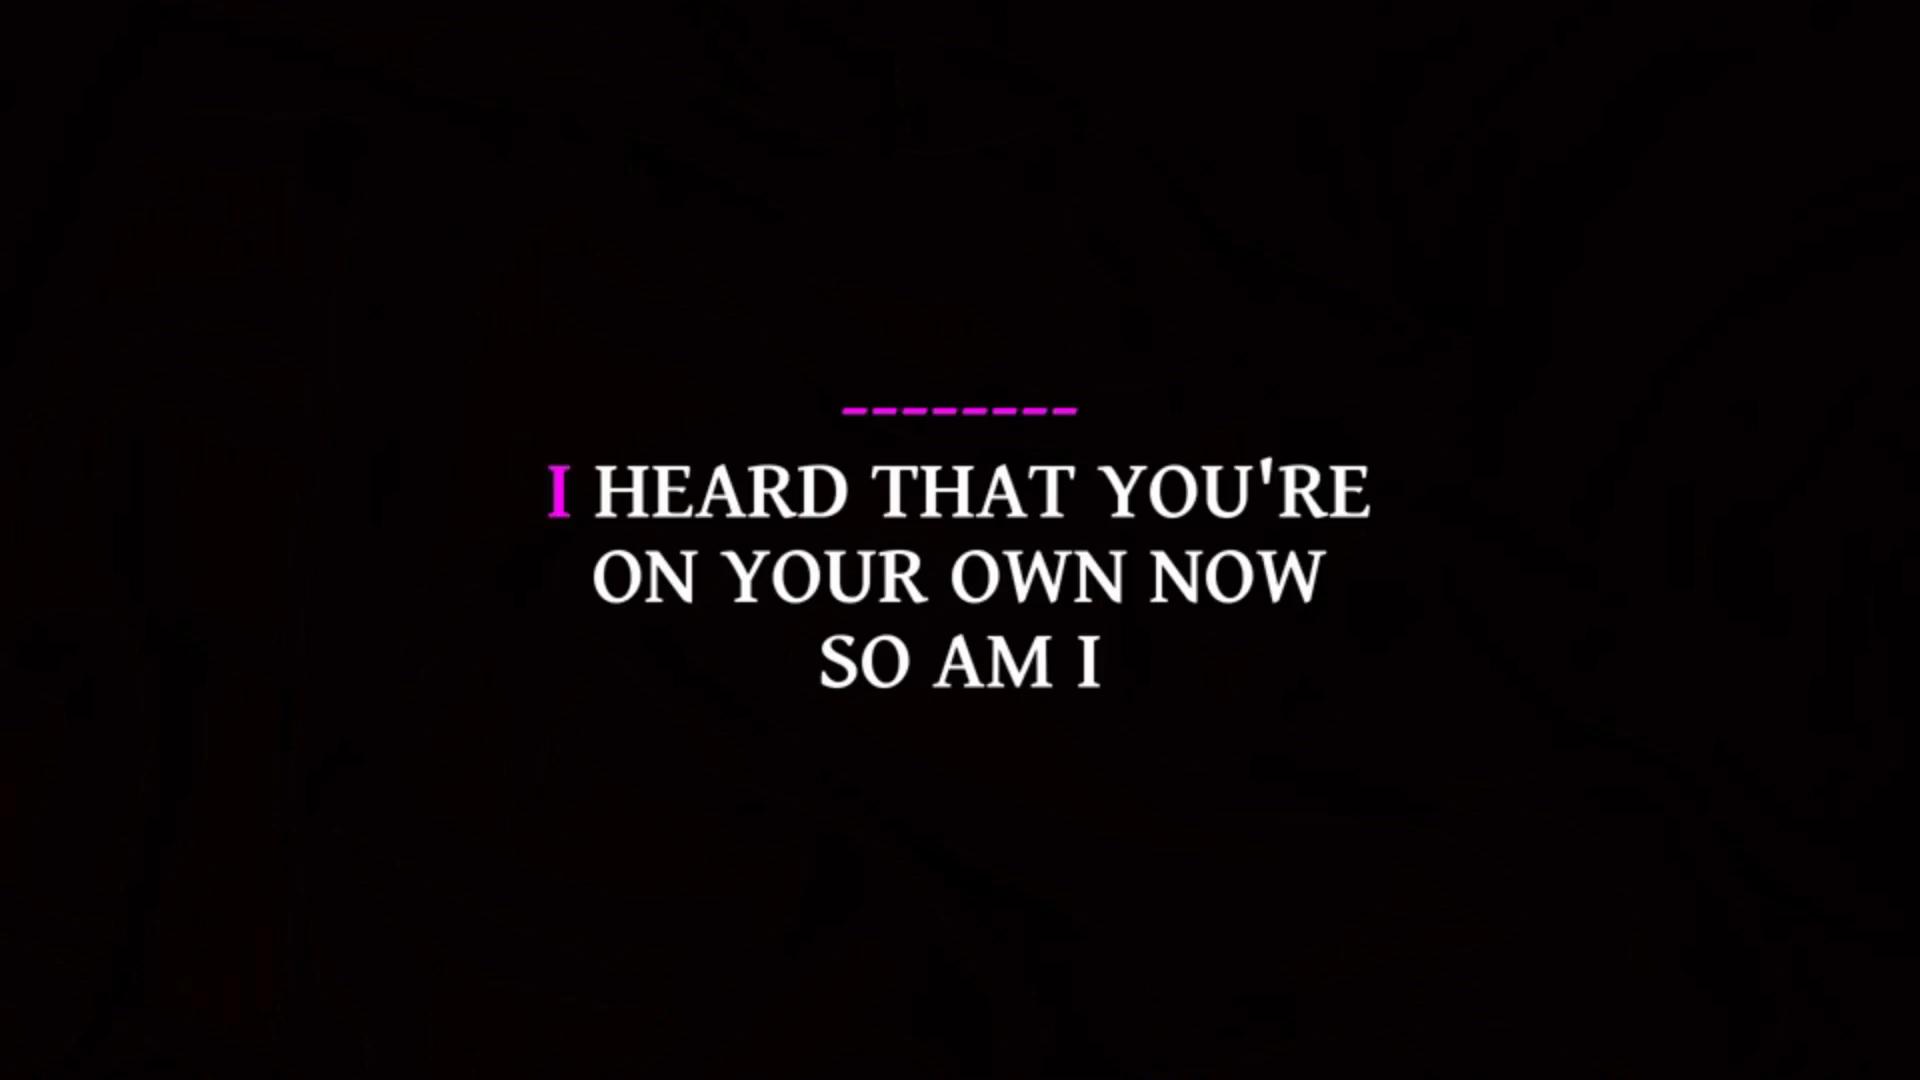 --------
I HEARD THAT YOU'RE
ON YOUR OWN NOW
SO AM I